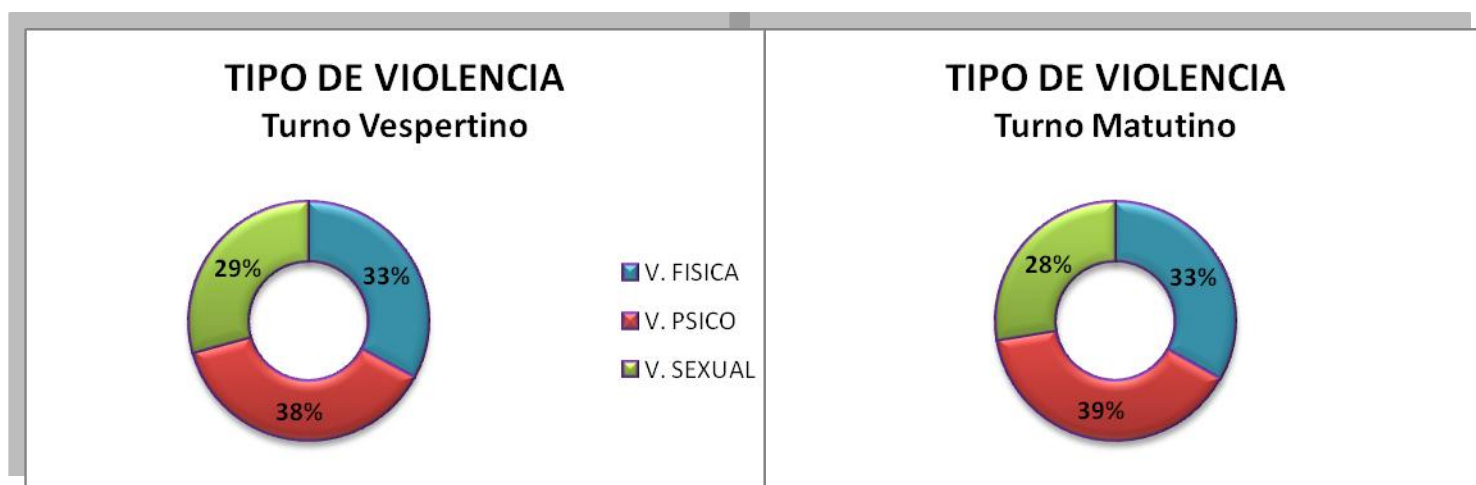 TIPO DE VIOLENCIA
Turno Vespertino
29%
33%
38%
V. FISICA
V. PSICO
V. SEXUAL
TIPO DE VIOLENCIA
Turno Matutino
28%
33%
39%